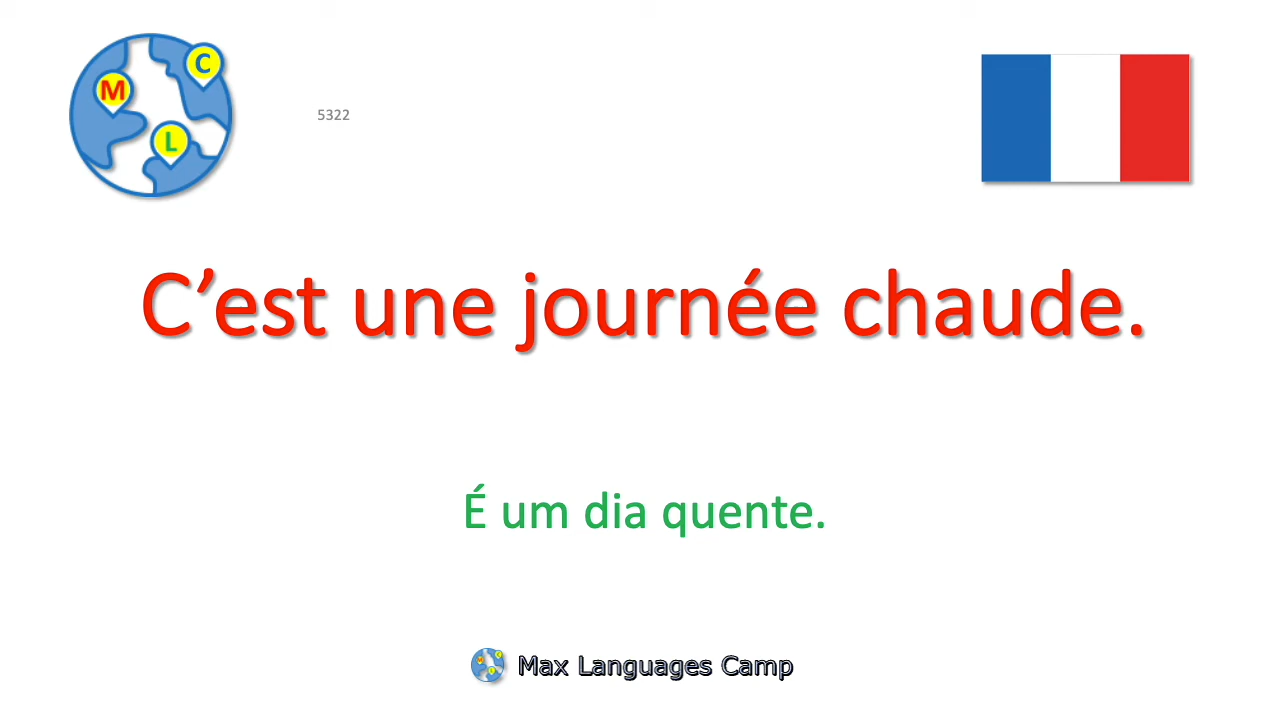 M
C
L
5322
C’est une journée chaude.
É um dia quente.
Max Languages Camp